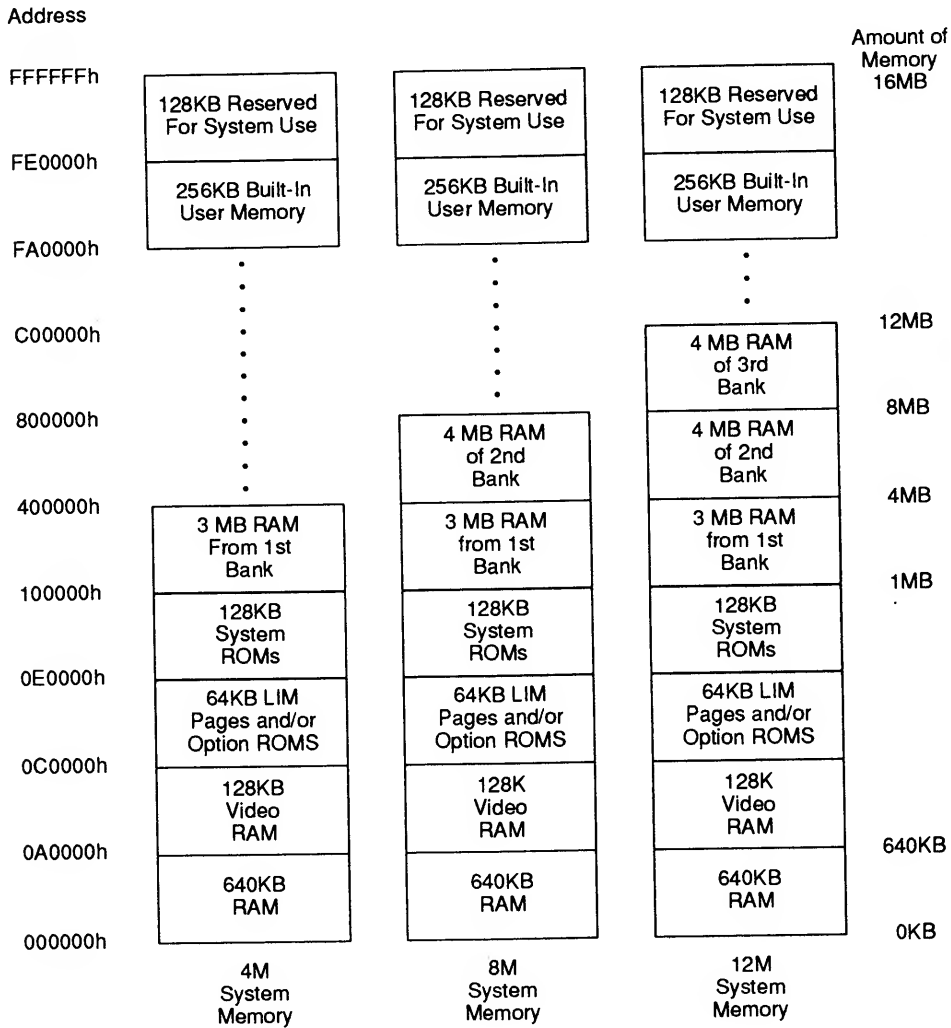 Address
Amount of
Memory
FFFFFFh
16MB
128KB Reserved
For System Use
128KB Reserved
For System Use
128KB Reserved
For System Use
FE0000h
256KB Built-In
User Memory
256KB Built-In
User Memory
256KB Built-In
User Memory
FA0000h
C00000h
12MB
4 MB RAM
of 3rd
Bank
800000h
8MB
4 MB RAM
of 2nd
Bank
4 MB RAM
of 2nd
Bank
400000h
4MB
3 MB RAM
From 1st
Bank
3 MB RAM
from 1st
Bank
3 MB RAM
from 1st
Bank
100000h
1MB
128KB
System
ROMs
128KB
System
ROMs
128KB
System
ROMs
0E0000h
64KB LIM
Pages and/or
Option ROMS
64KB LIM
Pages and/or
Option ROMS
64KB LIM
Pages and/or
Option ROMS
0C0000h
128KB
Video
RAM
128K
Video
RAM
128K
Video
RAM
0A0000h
640KB
640KB
RAM
640KB
RAM
640KB
RAM
000000h
0KB
4M
System
Memory
8M
System
Memory
12M
System
Memory